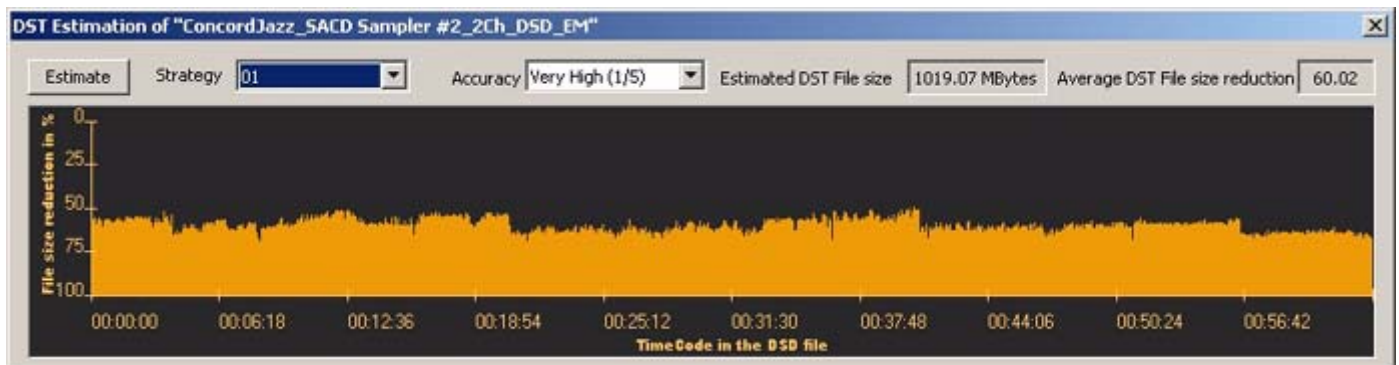 DST Estimation of "ConcordJazz_SACD Sampler #2_2Ch_DSD_EM"
Estimate Strategy 01 Accuracy Very High (1/5) Estimated DST File size 1019.07 MBytes Average DST File size reduction 60.02
File size reduction in %
0
25
50
75
100
00:00:00 00:06:18 00:12:36 00:18:54 00:25:12 00:31:30 00:37:48 00:44:06 00:50:24 00:56:42
TimeCode in the DSD file